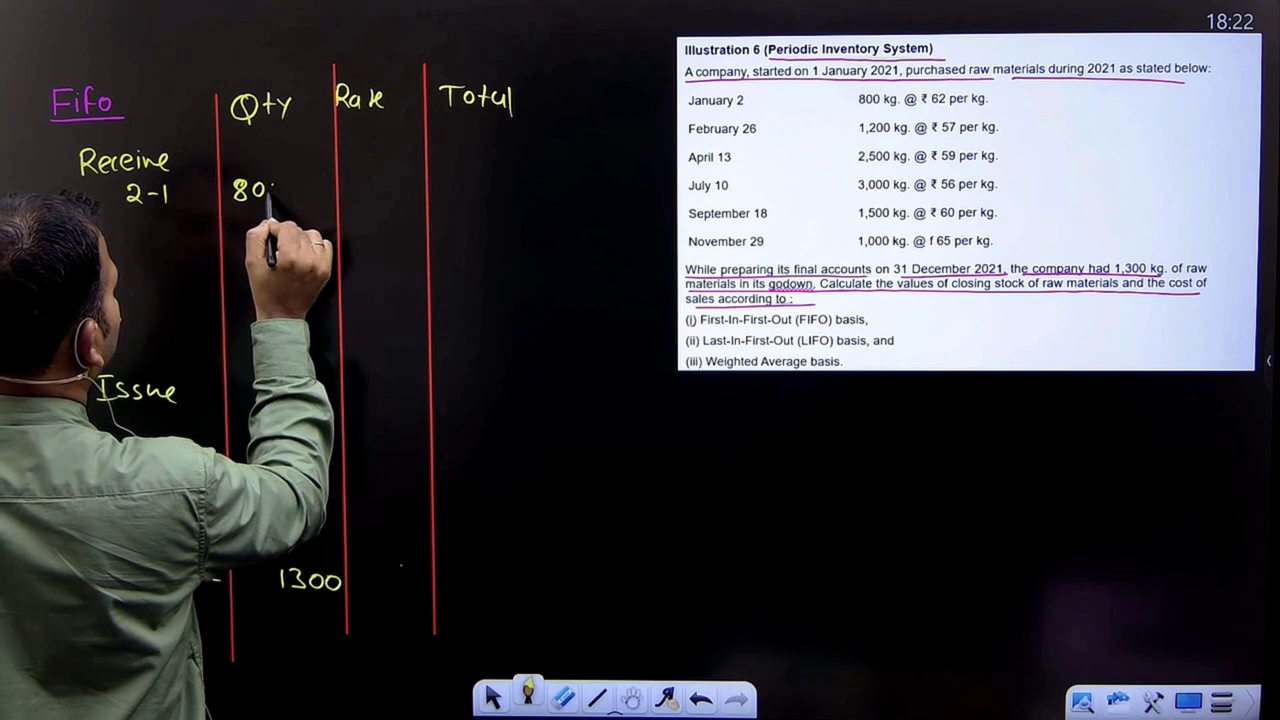 18:22
Fifo
Qty Rate Total
Receive
2-1 80
Issue
1300
Illustration 6 (Periodic Inventory System)
A company, started on 1 January 2021, purchased raw materials during 2021 as stated below:
January 2 800 kg. @ ₹ 62 per kg.
February 26 1,200 kg. @ ₹ 57 per kg.
April 13 2,500 kg. @ ₹ 59 per kg.
July 10 3,000 kg. @ ₹ 56 per kg.
September 18 1,500 kg. @ ₹ 60 per kg.
November 29 1,000 kg. @ f 65 per kg.
While preparing its final accounts on 31 December 2021, the company had 1,300 kg. of raw
materials in its godown. Calculate the values of closing stock of raw materials and the cost of
sales according to :
(i) First-In-First-Out (FIFO) basis,
(ii) Last-In-First-Out (LIFO) basis, and
(iii) Weighted Average basis.